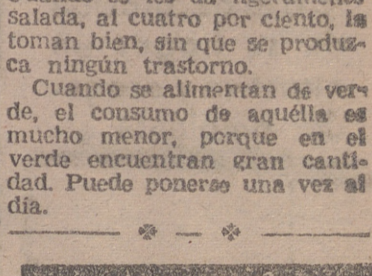 salada, al cuatro por ciento, la
toman bien, sin que se produz-
ca ningún trastorno.
Cuando se alimentan de ver-
de, el consumo de aquélla es
mucho menor, porque en el
verde encuentran gran canti-
dad. Puede ponerse una vez al
día.